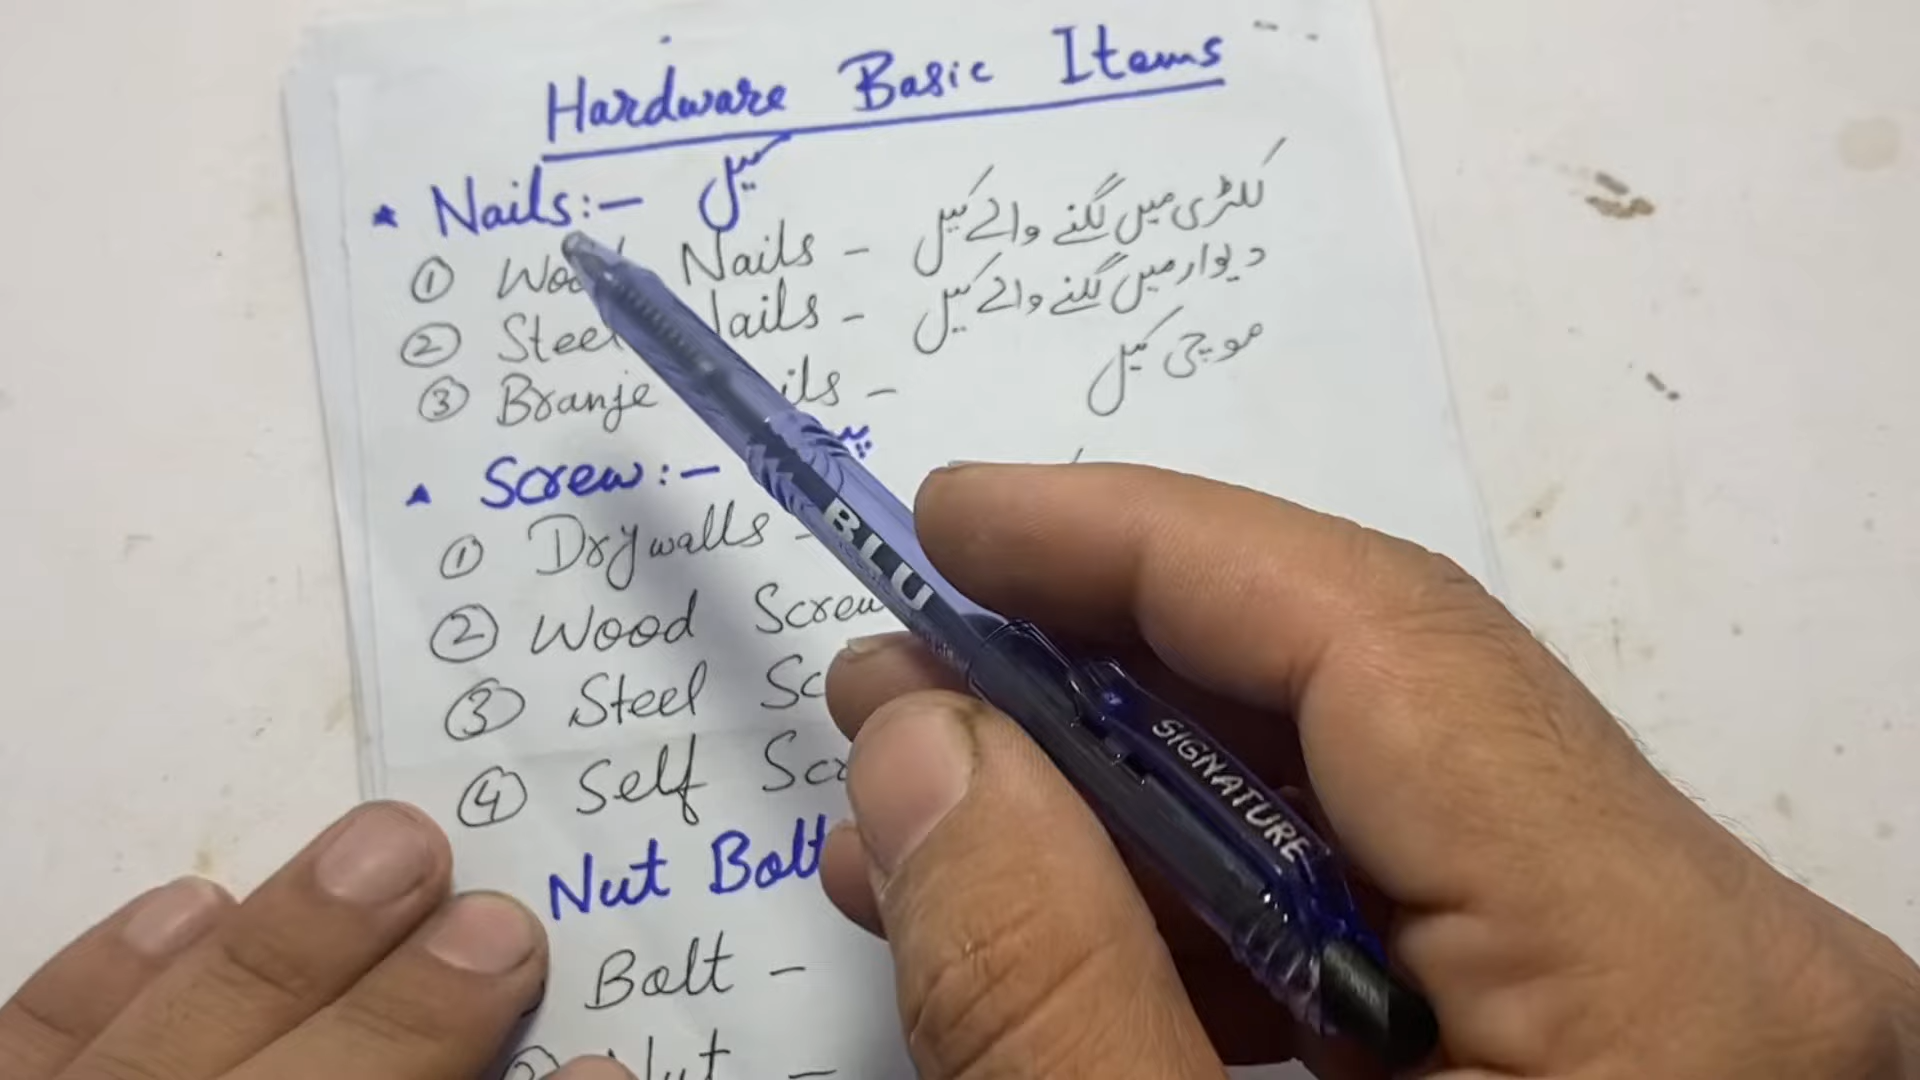 Hardware Basic Items
Nails:- کیل
① Nails - لکڑی میں لگنے والے کیل
② Steel Nails - دیوار میں لگنے والے کیل
③ Branje - موچی کیل
Screw:-
① Drywalls -
② Wood Screw
③ Steel
④ Self
Nut Bolt
Bolt -
Nut -
BLU
SIGNATURE